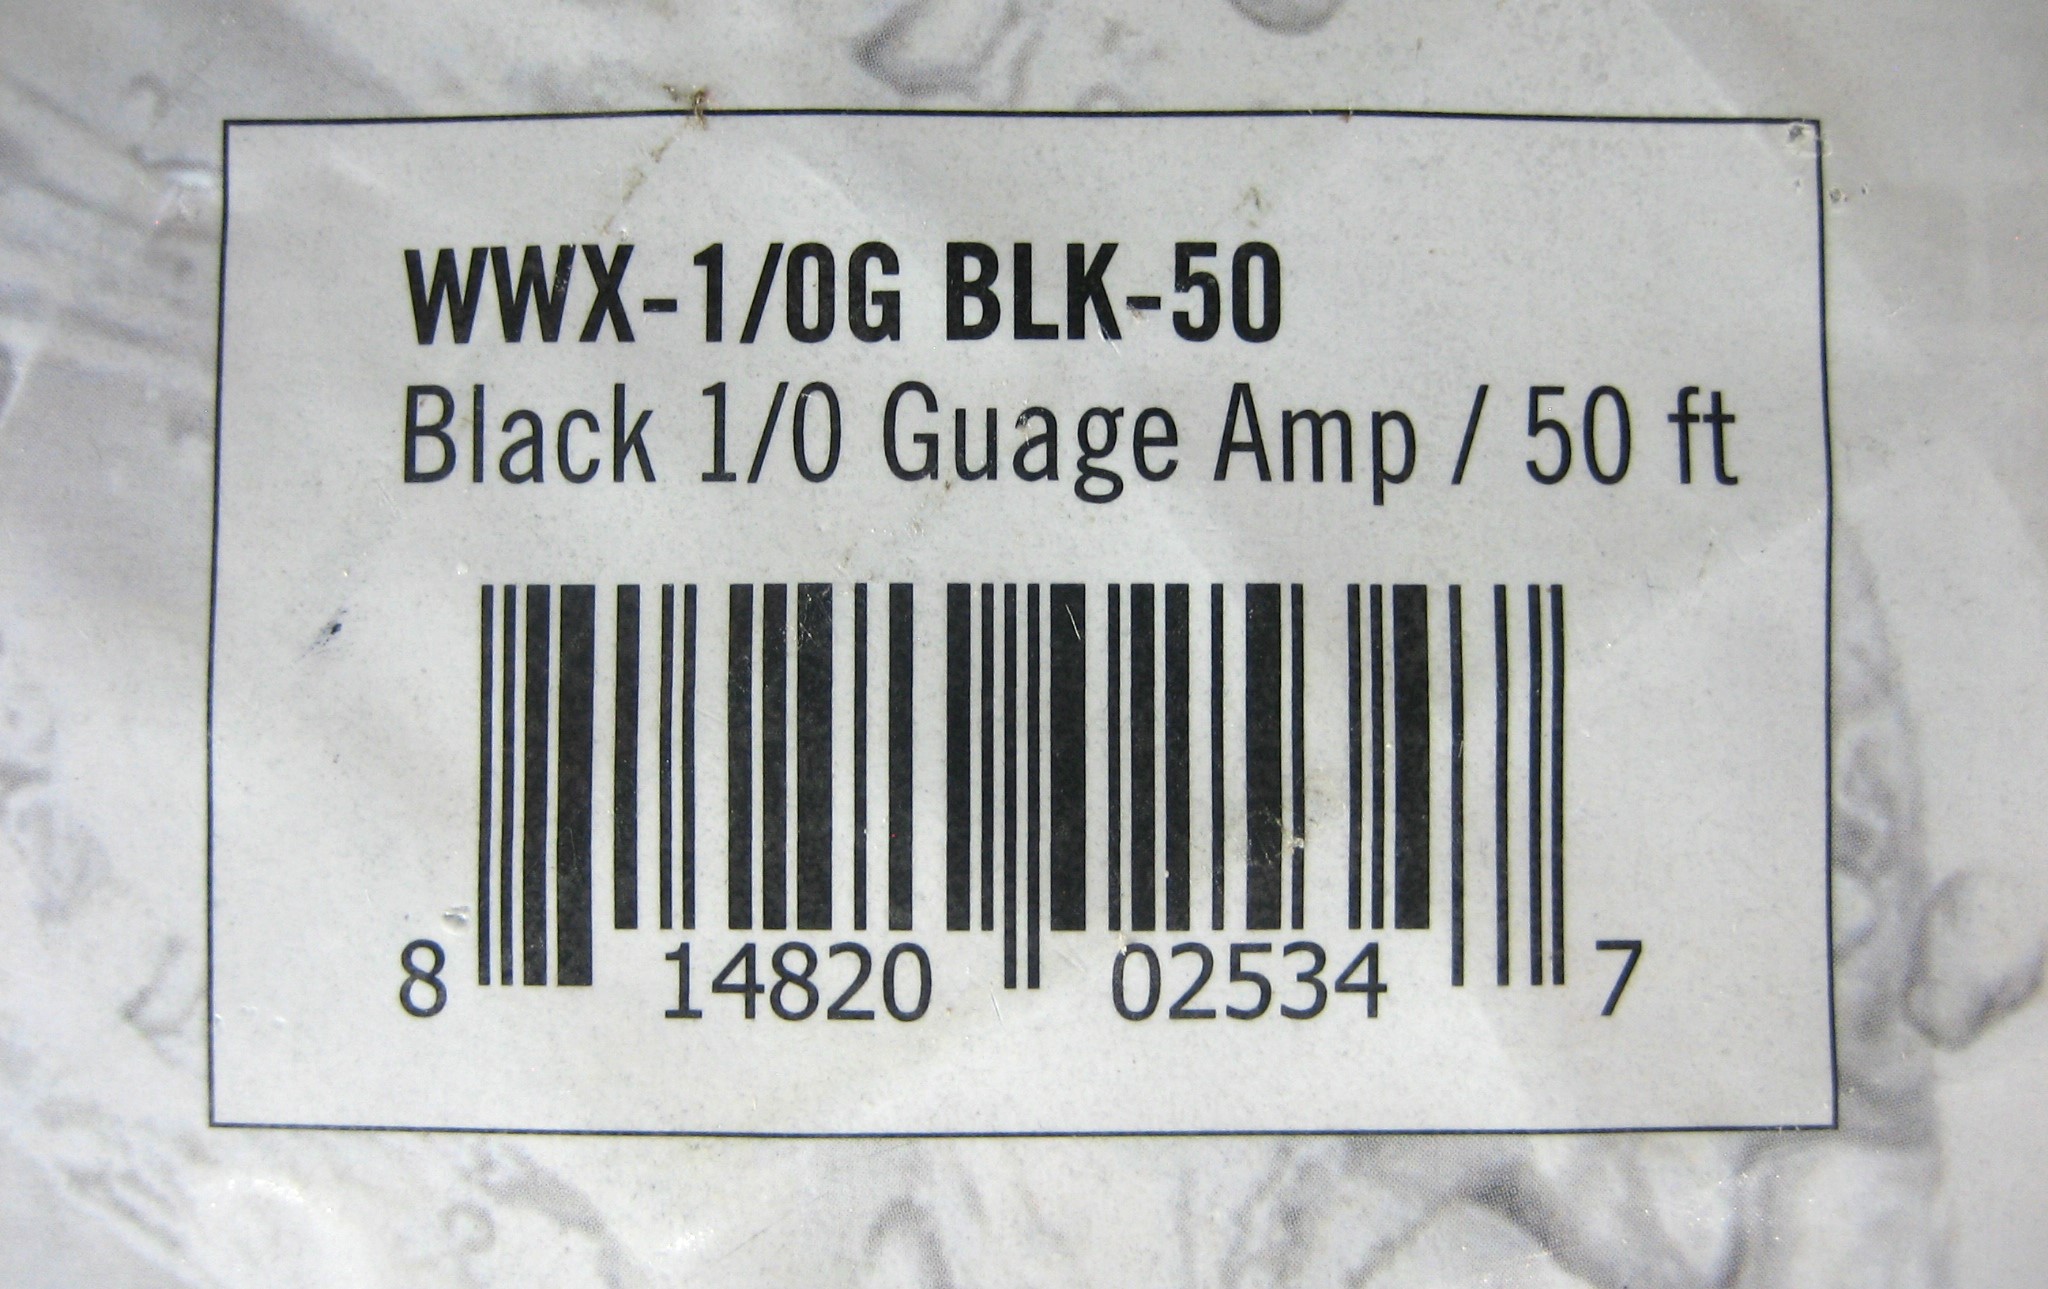 WWX-1/0G BLK-50
Black 1/0 Guage Amp / 50 ft
8 14820 02534 7